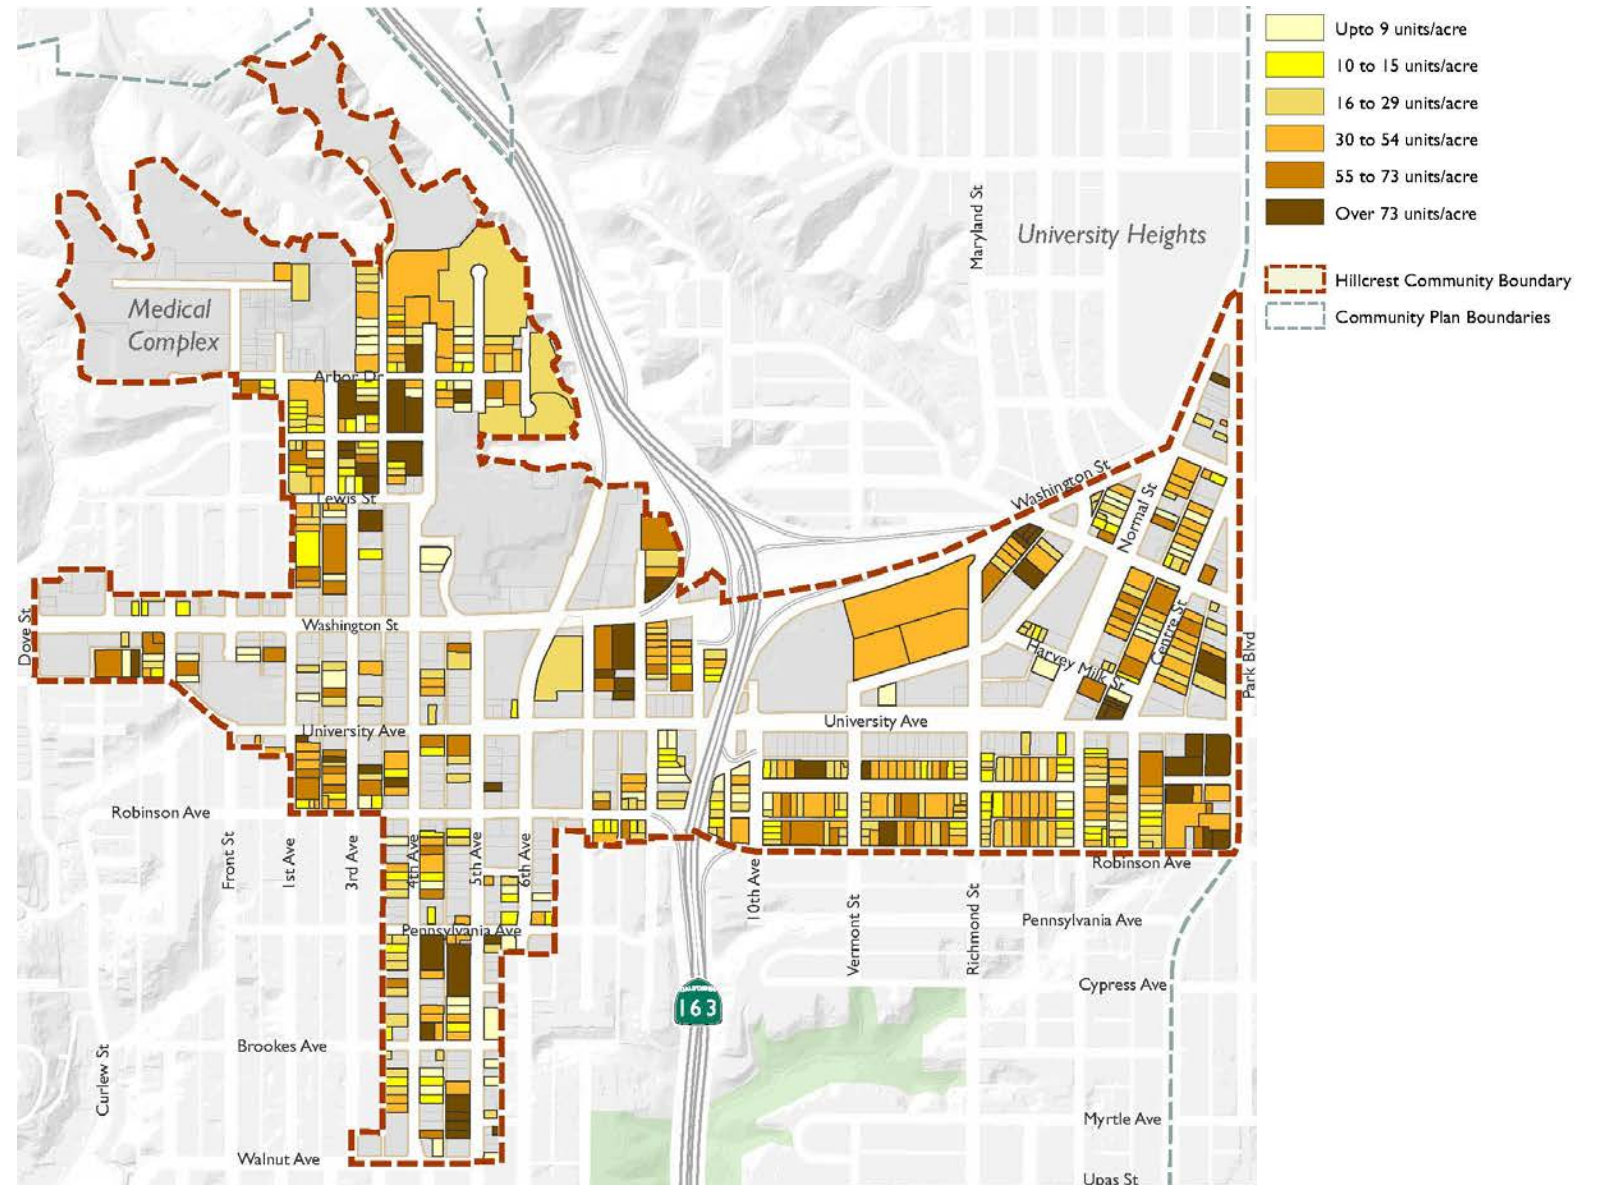 Upto 9 units/acre
10 to 15 units/acre
16 to 29 units/acre
30 to 54 units/acre
55 to 73 units/acre
Over 73 units/acre
Hillcrest Community Boundary
Community Plan Boundaries
Maryland St
University Heights
Medical
Complex
Arbor Dr
Washington St
Normal St
Lewis St
Dove St
Washington St
Centre St
Harvey Milk St
Park Blvd
University Ave
University Ave
Robinson Ave
Front St
1st Ave
3rd Ave
4th Ave
5th Ave
6th Ave
10th Ave
Robinson Ave
Vermont St
Richmond St
Pennsylvania Ave
Pennsylvania Ave
Cypress Ave
CALIFORNIA
163
Brookes Ave
Curlew St
Myrtle Ave
Walnut Ave
Upas St